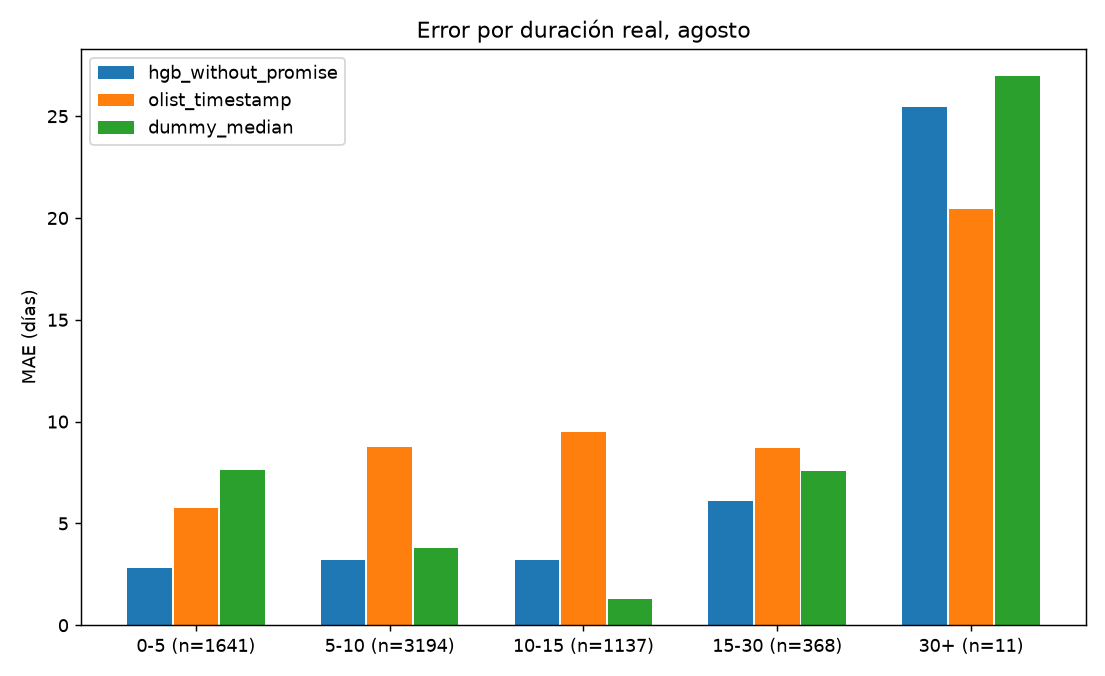 Error por duración real, agosto
hgb_without_promise
olist_timestamp
dummy_median
MAE (días)
25
20
15
10
5
0
0-5 (n=1641)
5-10 (n=3194)
10-15 (n=1137)
15-30 (n=368)
30+ (n=11)